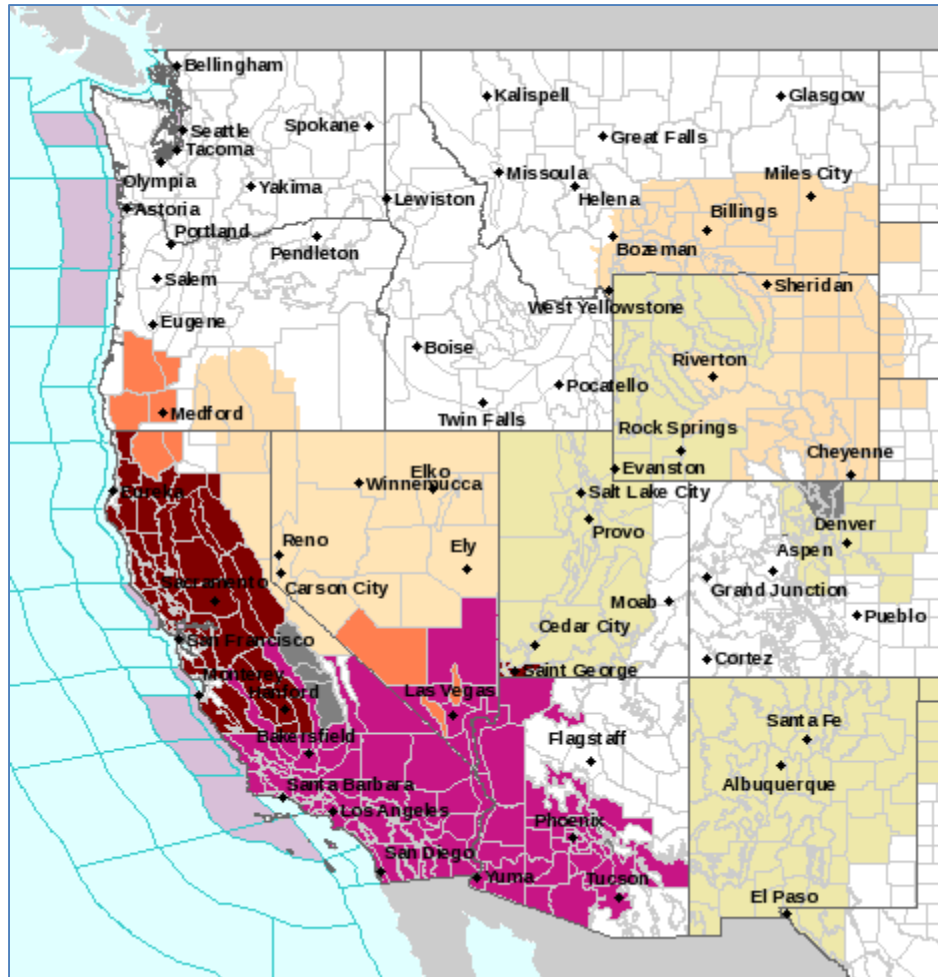 Bellingham
Kalispell
Glasgow
Seattle
Spokane
Tacoma
Great Falls
Olympia
Yakima
Missoula
Miles City
Lewiston
Helena
Astoria
Billings
Portland
Pendleton
Bozeman
Salem
Sheridan
West Yellowstone
Eugene
Boise
Riverton
Pocatello
Medford
Twin Falls
Rock Springs
Cheyenne
Elko
Evanston
Eureka
Winnemucca
Salt Lake City
Provo
Denver
Reno
Ely
Aspen
Sacramento
Carson City
Grand Junction
Moab
Pueblo
San Francisco
Cedar City
Cortez
Monterey
Saint George
Hanford
Las Vegas
Santa Fe
Bakersfield
Flagstaff
Albuquerque
Santa Barbara
Los Angeles
Phoenix
San Diego
Yuma
Tucson
El Paso